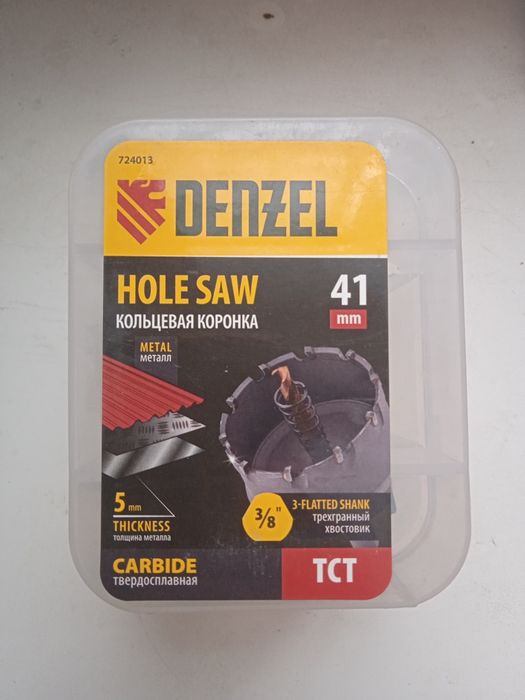 724013
DENZEL
HOLE SAW
КОЛЬЦЕВАЯ КОРОНКА
41
mm
METAL
металл
5 mm
THICKNESS
толщина металла
3/8"
3-FLATTED SHANK
трехгранный
хвостовик
CARBIDE
твердосплавная
TCT